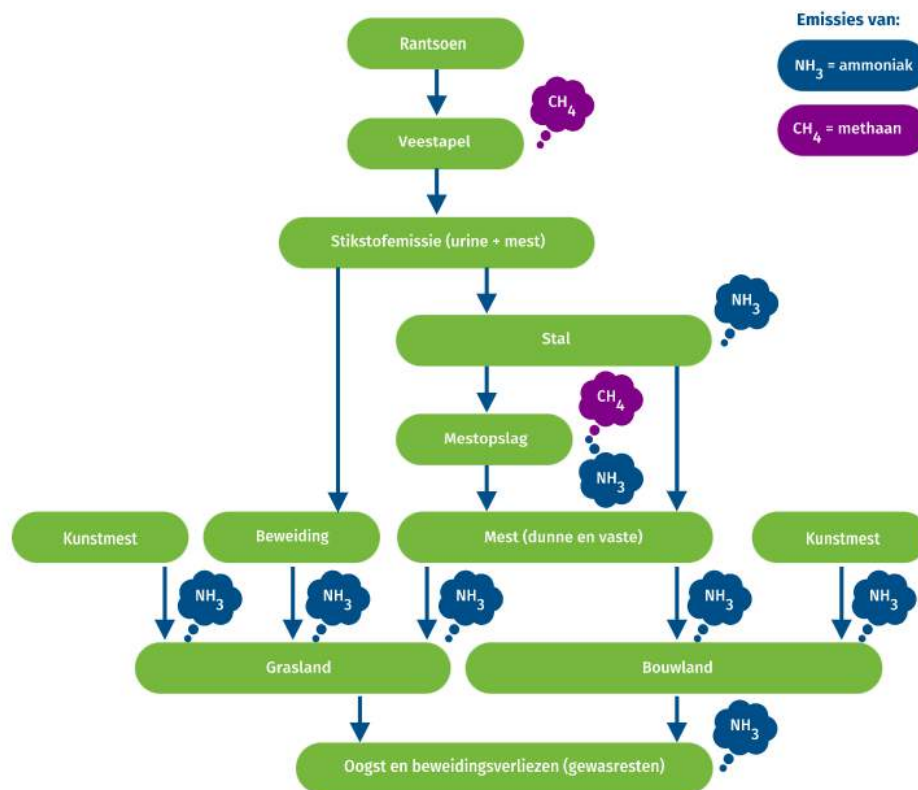 Emissies van:
NH3 = ammoniak
CH4 = methaan
Rantsoen
CH4
Veestapel
Stikstofemissie (urine + mest)
NH3
Stal
CH4
Mestopslag
NH3
Kunstmest
Beweiding
Mest (dunne en vaste)
Kunstmest
NH3
NH3
NH3
NH3
NH3
Grasland
Bouwland
NH3
Oogst en beweidingsverliezen (gewasresten)